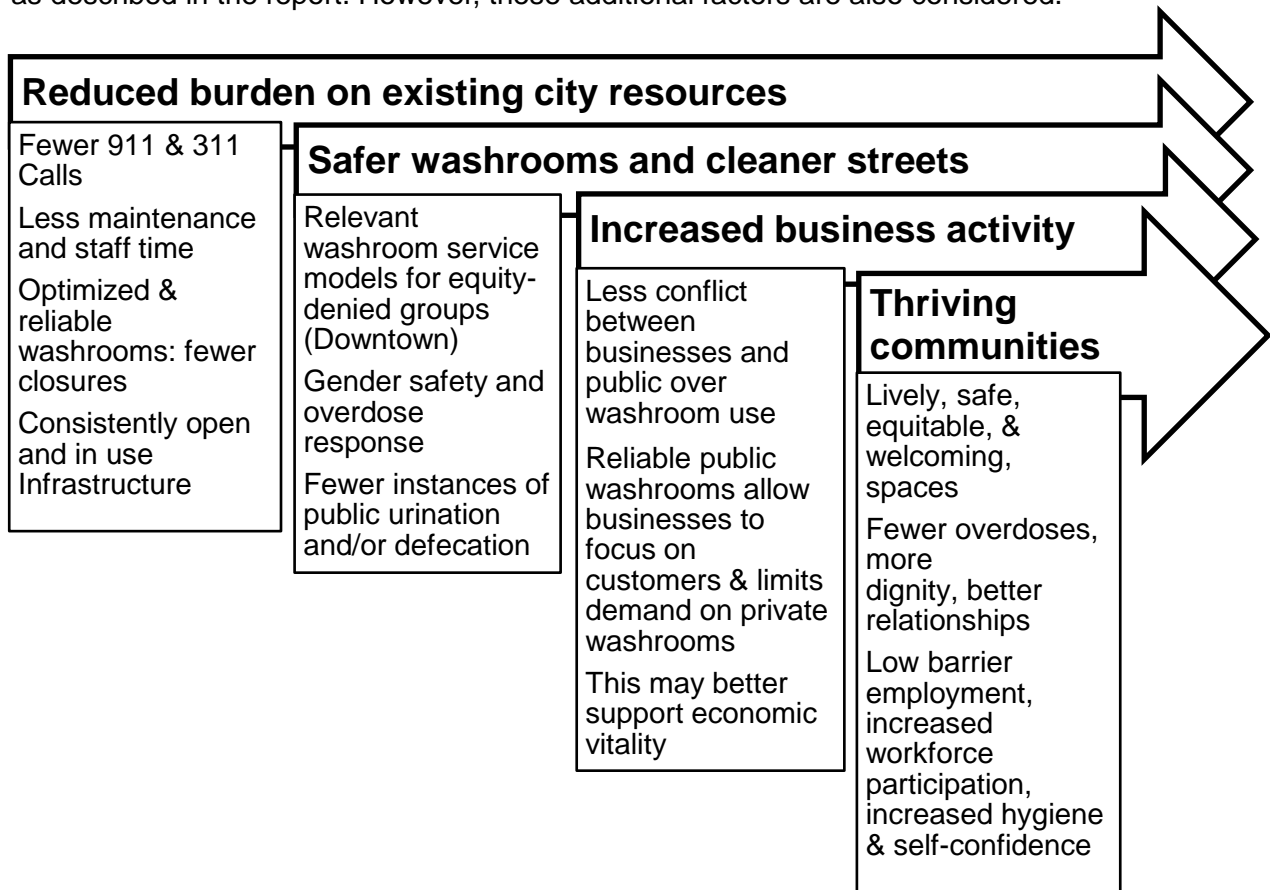 as described in the report. However, these additional factors are also considered.
Reduced burden on existing city resources
Fewer 911 & 311
Calls
Less maintenance
and staff time
Optimized &
reliable
washrooms: fewer
closures
Consistently open
and in use
Infrastructure
Safer washrooms and cleaner streets
Relevant
washroom service
models for equity-
denied groups
(Downtown)
Gender safety and
overdose
response
Fewer instances of
public urination
and/or defecation
Increased business activity
Less conflict
between
businesses and
public over
washroom use
Reliable public
washrooms allow
businesses to
focus on
customers & limits
demand on private
washrooms
This may better
support economic
vitality
Thriving
communities
Lively, safe,
equitable, &
welcoming,
spaces
Fewer overdoses,
more
dignity, better
relationships
Low barrier
employment,
increased
workforce
participation,
increased hygiene
& self-confidence